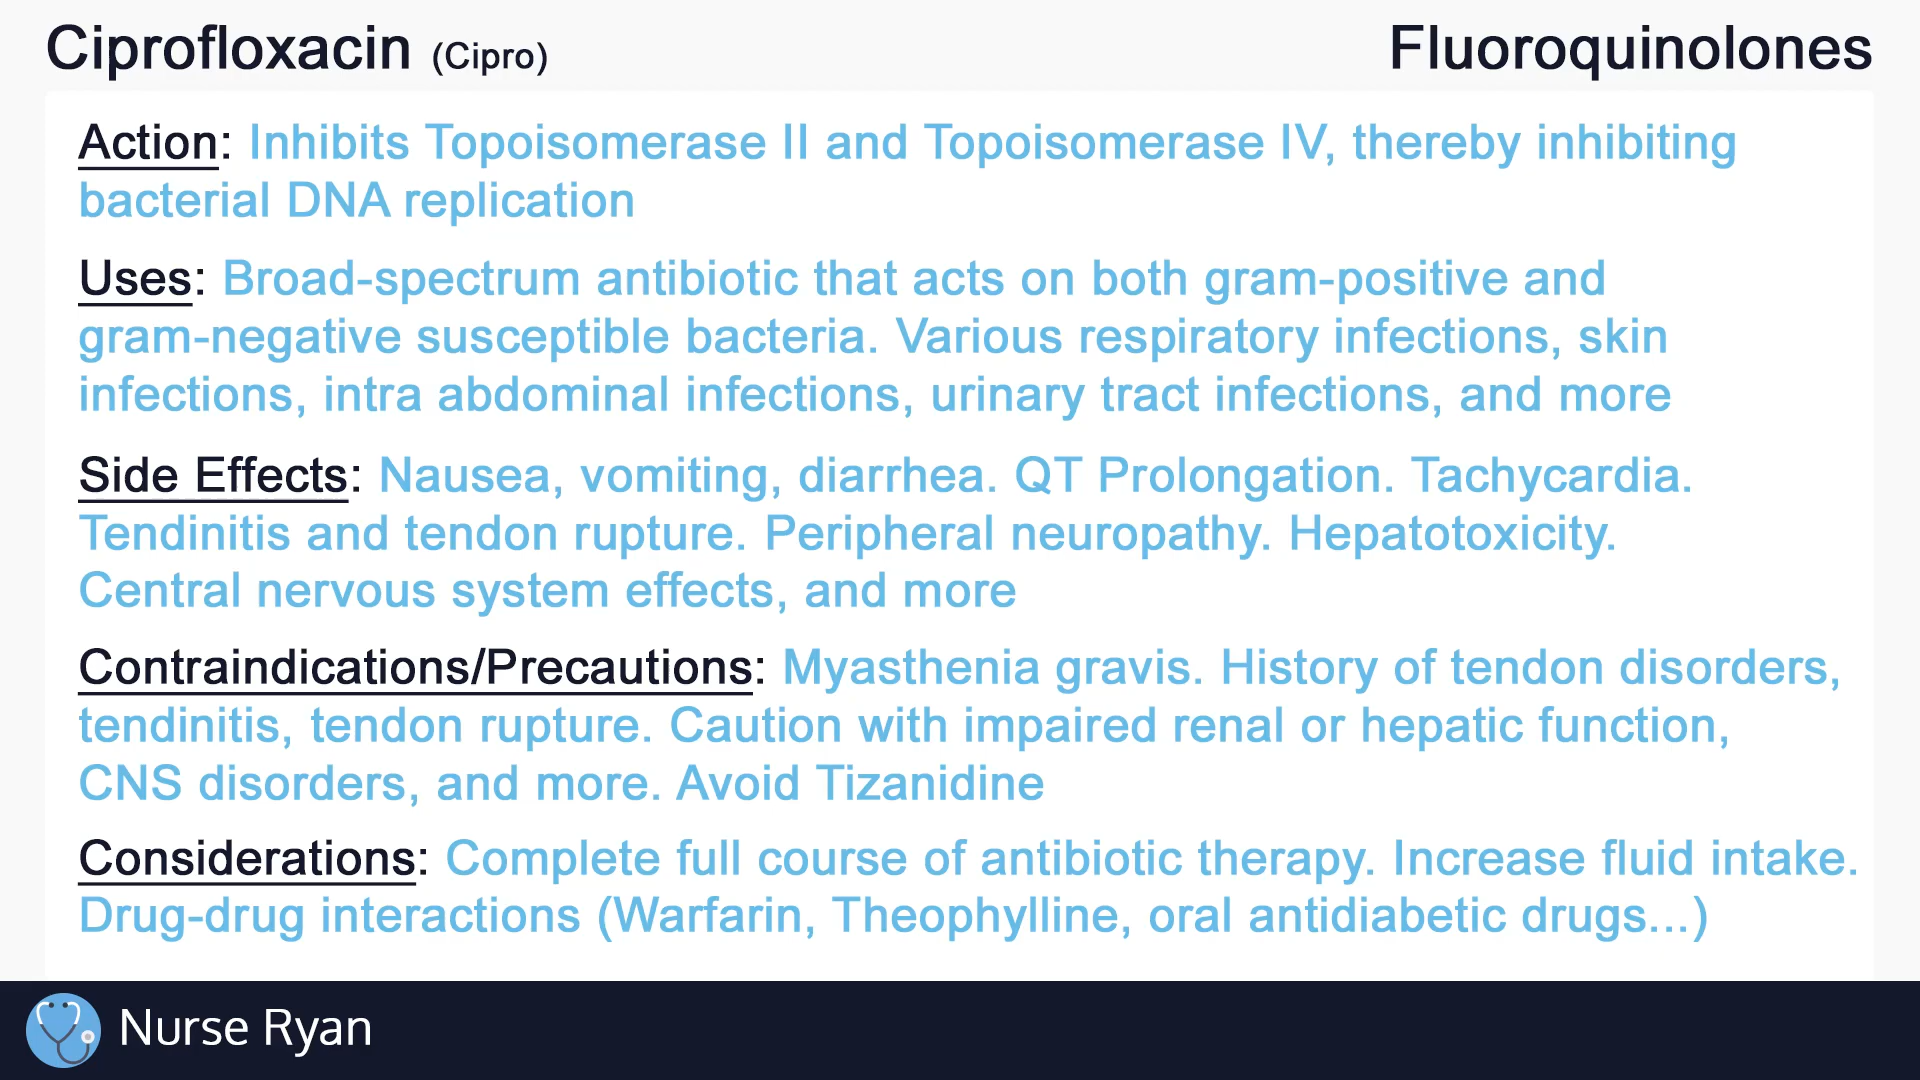 Ciprofloxacin (Cipro)
Fluoroquinolones
Action: Inhibits Topoisomerase II and Topoisomerase IV, thereby inhibiting
bacterial DNA replication
Uses: Broad-spectrum antibiotic that acts on both gram-positive and
gram-negative susceptible bacteria. Various respiratory infections, skin
infections, intra abdominal infections, urinary tract infections, and more
Side Effects: Nausea, vomiting, diarrhea. QT Prolongation. Tachycardia.
Tendinitis and tendon rupture. Peripheral neuropathy. Hepatotoxicity.
Central nervous system effects, and more
Contraindications/Precautions: Myasthenia gravis. History of tendon disorders,
tendinitis, tendon rupture. Caution with impaired renal or hepatic function,
CNS disorders, and more. Avoid Tizanidine
Considerations: Complete full course of antibiotic therapy. Increase fluid intake.
Drug-drug interactions (Warfarin, Theophylline, oral antidiabetic drugs...)
Nurse Ryan